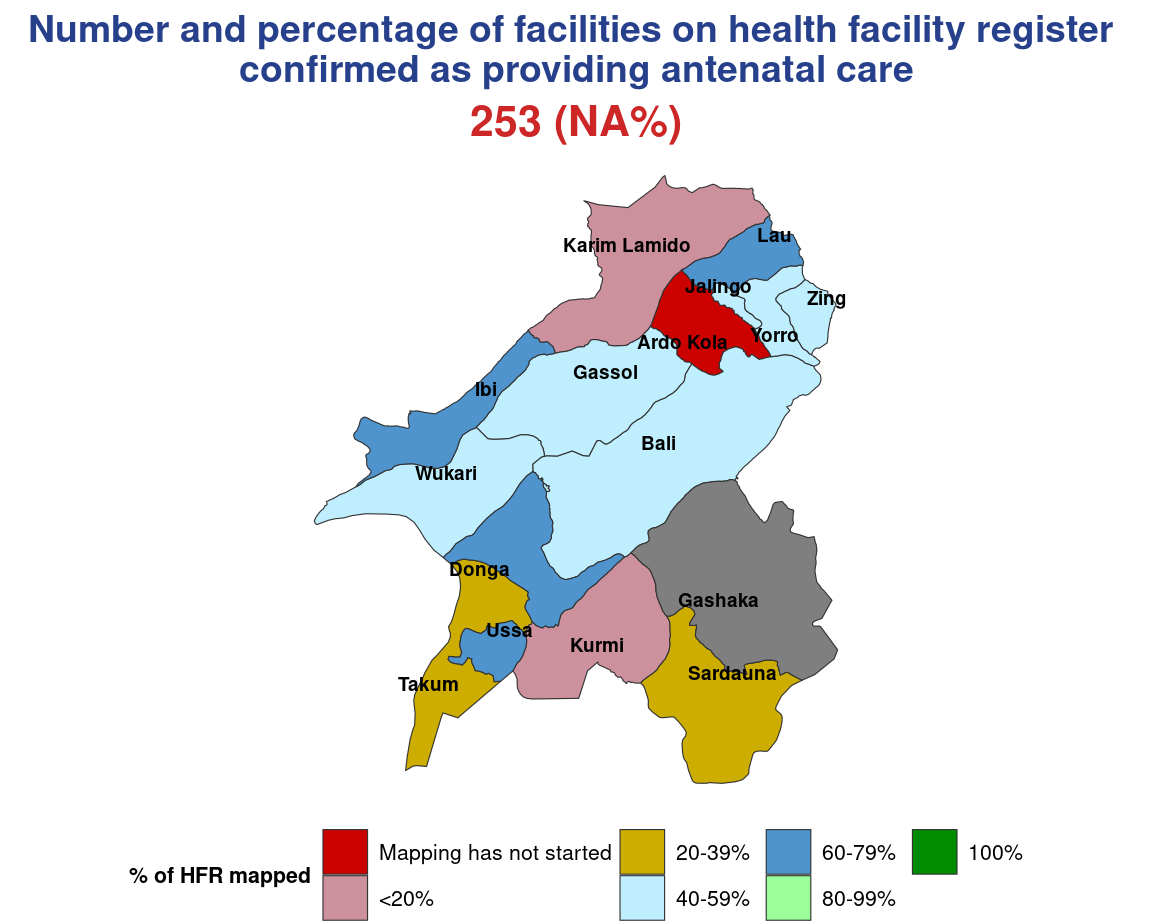 Number and percentage of facilities on health facility register
confirmed as providing antenatal care
253 (NA%)
Lau
Karim Lamido
Jalingo
Zing
Yorro
Ardo Kola
Gassol
Ibi
Bali
Wukari
Donga
Gashaka
Ussa
Kurmi
Sardauna
Takum
% of HFR mapped
Mapping has not started
<20%
20-39%
40-59%
60-79%
80-99%
100%